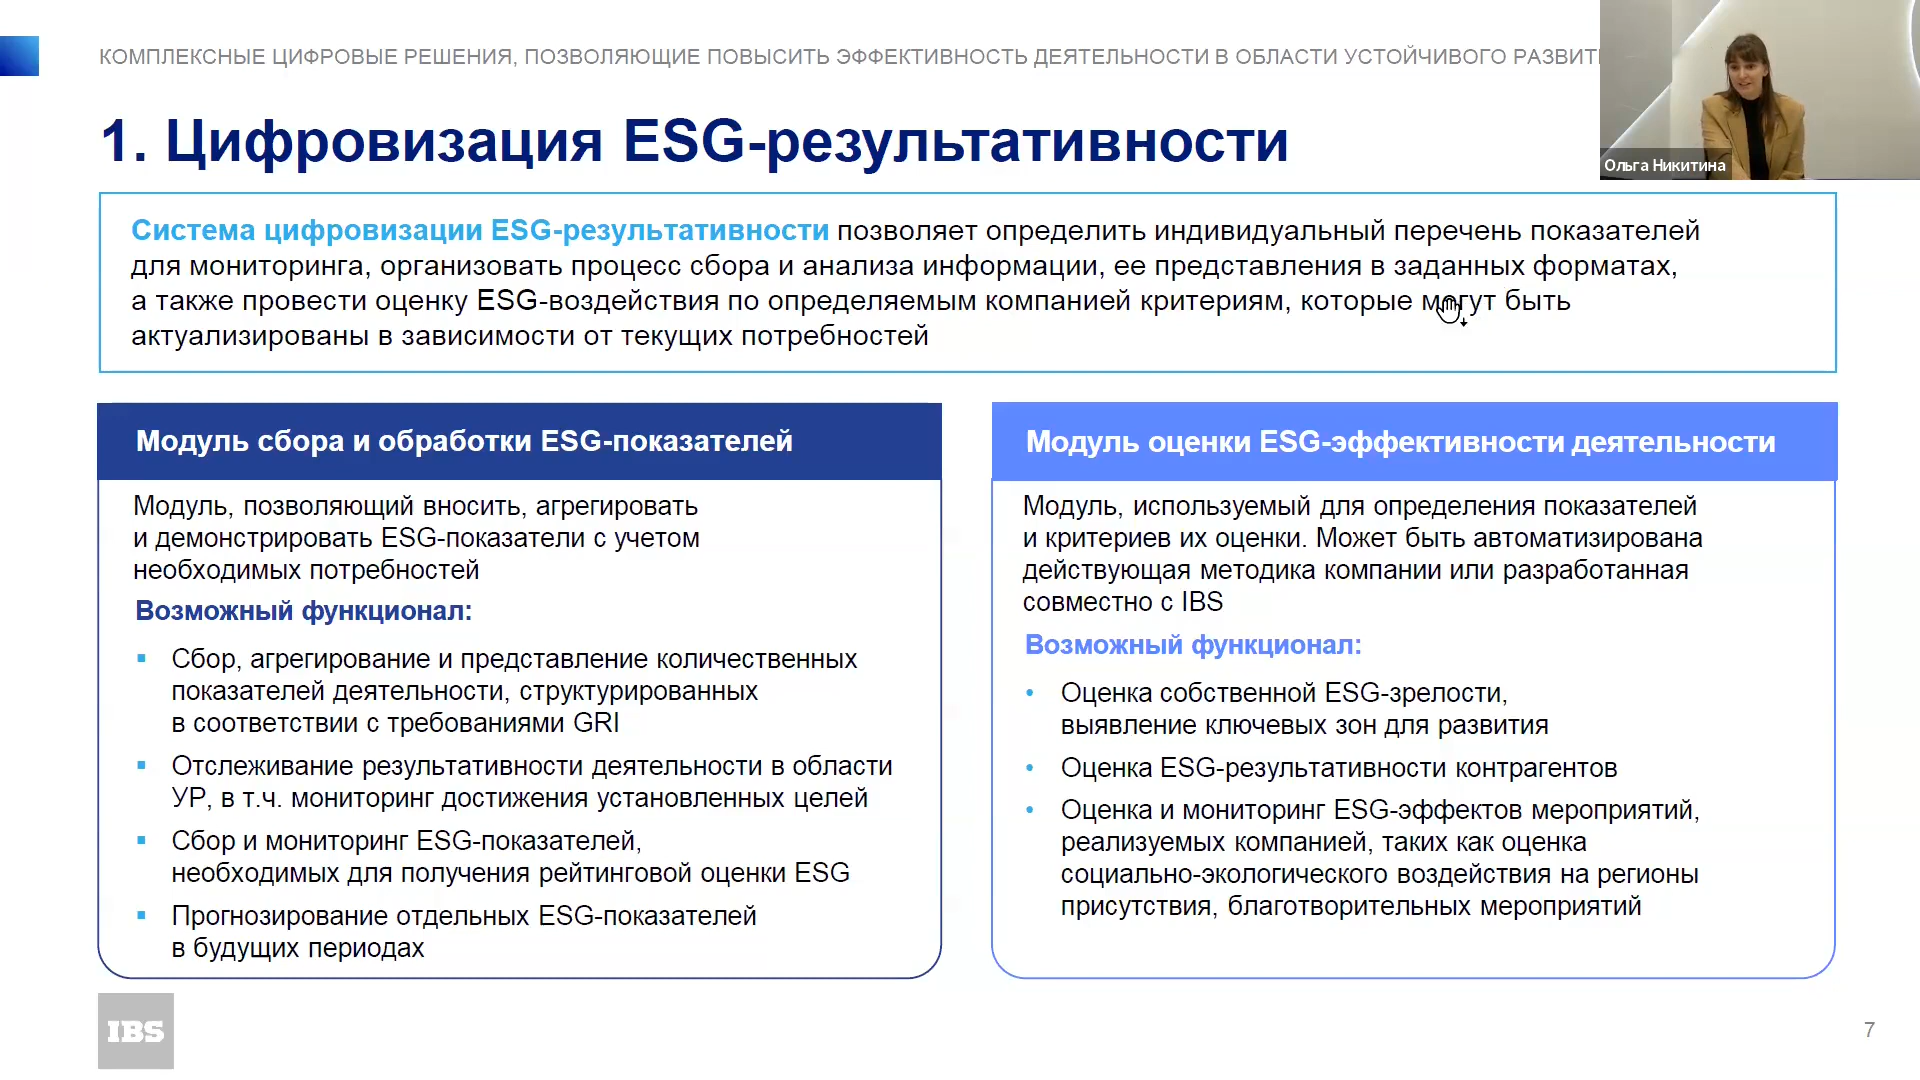 КОМПЛЕКСНЫЕ ЦИФРОВЫЕ РЕШЕНИЯ, ПОЗВОЛЯЮЩИЕ ПОВЫСИТЬ ЭФФЕКТИВНОСТЬ ДЕЯТЕЛЬНОСТИ В ОБЛАСТИ УСТОЙЧИВОГО РАЗВИТ
Ольга Никитина
1. Цифровизация ESG-результативности
Система цифровизации ESG-результативности позволяет определить индивидуальный перечень показателей
для мониторинга, организовать процесс сбора и анализа информации, ее представления в заданных форматах,
а также провести оценку ESG-воздействия по определяемым компанией критериям, которые могут быть
актуализированы в зависимости от текущих потребностей
Модуль сбора и обработки ESG-показателей
Модуль, позволяющий вносить, агрегировать
и демонстрировать ESG-показатели с учетом
необходимых потребностей
Возможный функционал:
▪ Сбор, агрегирование и представление количественных
показателей деятельности, структурированных
в соответствии с требованиями GRI
▪ Отслеживание результативности деятельности в области
УР, в т.ч. мониторинг достижения установленных целей
▪ Сбор и мониторинг ESG-показателей,
необходимых для получения рейтинговой оценки ESG
▪ Прогнозирование отдельных ESG-показателей
в будущих периодах
Модуль оценки ESG-эффективности деятельности
Модуль, используемый для определения показателей
и критериев их оценки. Может быть автоматизирована
действующая методика компании или разработанная
совместно с IBS
Возможный функционал:
• Оценка собственной ESG-зрелости,
выявление ключевых зон для развития
• Оценка ESG-результативности контрагентов
• Оценка и мониторинг ESG-эффектов мероприятий,
реализуемых компанией, таких как оценка
социально-экологического воздействия на регионы
присутствия, благотворительных мероприятий
IBS
7